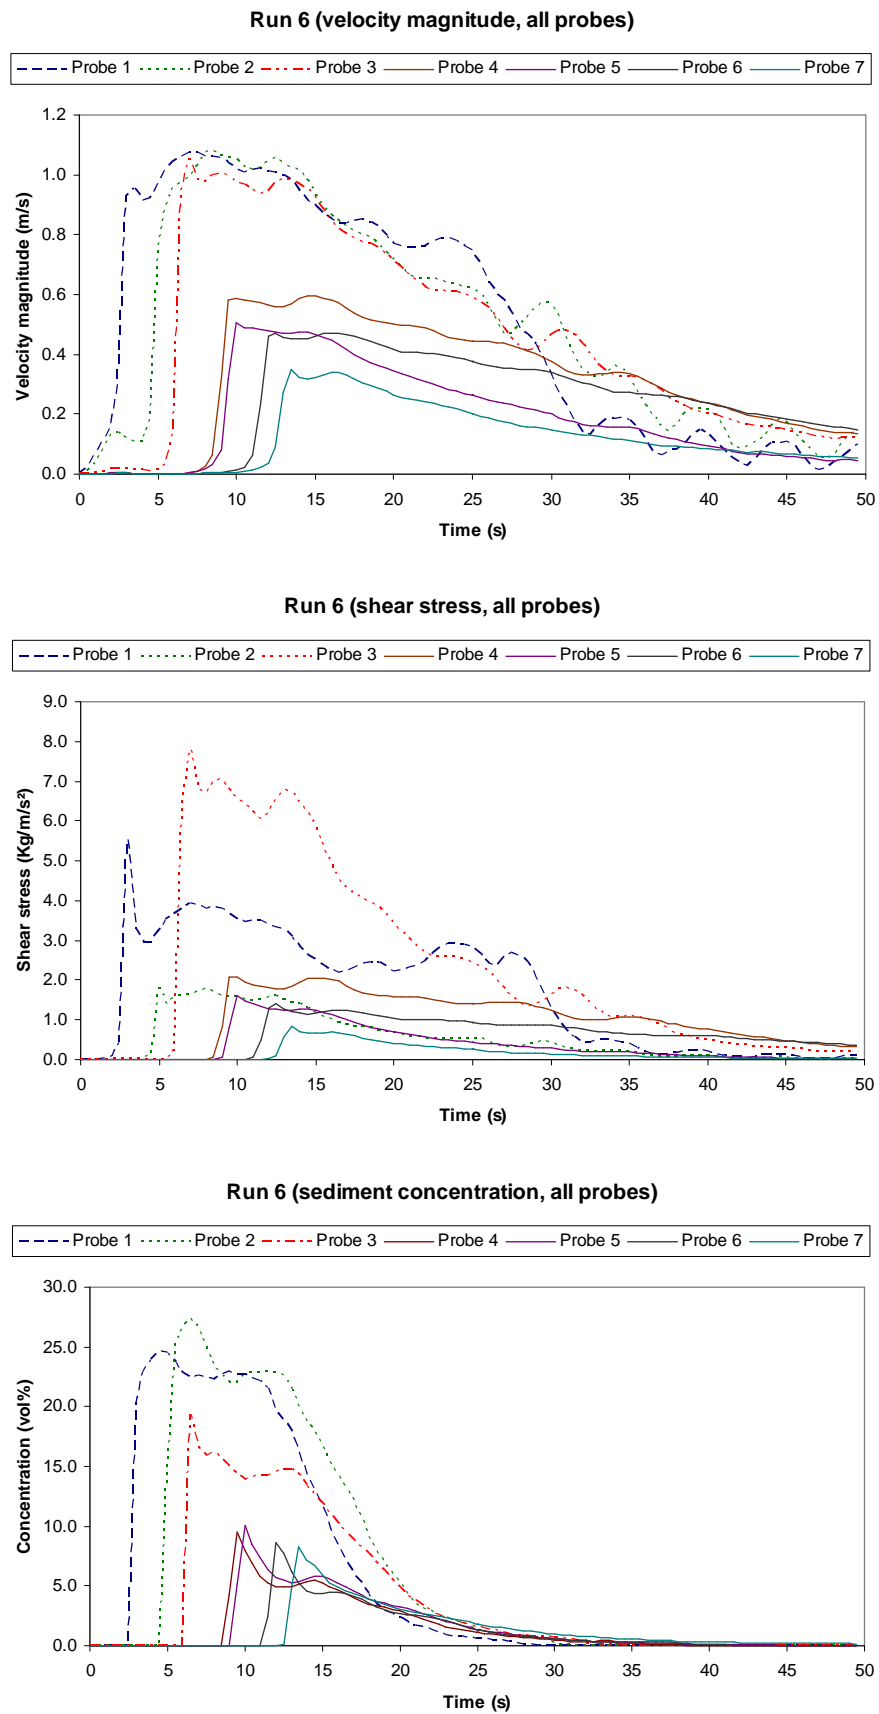 Run 6 (velocity magnitude, all probes)
Probe 1 Probe 2 Probe 3 Probe 4 Probe 5 Probe 6 Probe 7
1.2
1.0
0.8
0.6
0.4
0.2
0.0
Velocity magnitude (m/s)
0 5 10 15 20 25 30 35 40 45 50
Time (s)
Run 6 (shear stress, all probes)
Probe 1 Probe 2 Probe 3 Probe 4 Probe 5 Probe 6 Probe 7
9.0
8.0
7.0
6.0
5.0
4.0
3.0
2.0
1.0
0.0
Shear stress (Kg/m/s²)
0 5 10 15 20 25 30 35 40 45 50
Time (s)
Run 6 (sediment concentration, all probes)
Probe 1 Probe 2 Probe 3 Probe 4 Probe 5 Probe 6 Probe 7
30.0
25.0
20.0
15.0
10.0
5.0
0.0
Concentration (vol%)
0 5 10 15 20 25 30 35 40 45 50
Time (s)